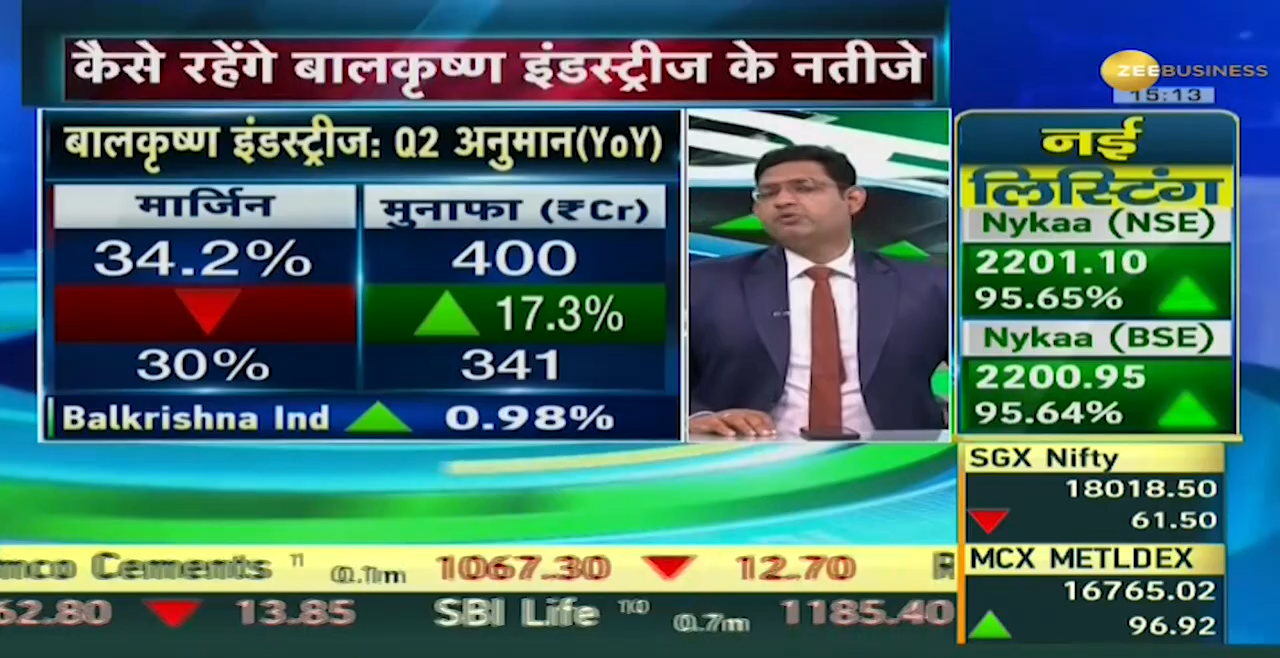 कैसे रहेंगे बालकृष्ण इंडस्ट्रीज के नतीजे
ZEEBUSINESS
15:13
बालकृष्ण इंडस्ट्रीज: Q2 अनुमान(YoY)
मार्जिन
मुनाफा (₹Cr)
34.2%
400
17.3%
30%
341
Balkrishna Ind 0.98%
नई
लिस्टिंग
Nykaa (NSE)
2201.10
95.65%
Nykaa (BSE)
2200.95
95.64%
SGX Nifty
18018.50
61.50
MCX METLDEX
16765.02
96.92
mco Cements 1067.30 12.70 R
62.80 13.85 SBI Life 0.7m 1185.40